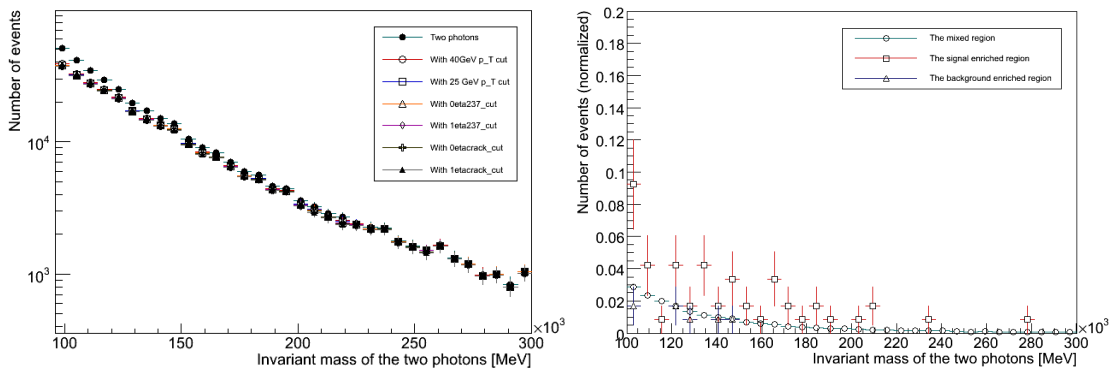 Number of events
10^4
10^3
Two photons
With 40GeV p_T cut
With 25 GeV p_T cut
With 0eta237_cut
With 1eta237_cut
With 0etacrack_cut
With 1etacrack_cut
100 150 200 250 300
×10^3
Invariant mass of the two photons [MeV]
Number of events (normalized)
0.2
0.18
0.16
0.14
0.12
0.1
0.08
0.06
0.04
0.02
0
The mixed region
The signal enriched region
The background enriched region
100 120 140 160 180 200 220 240 260 280 300
×10^3
Invariant mass of the two photons [MeV]